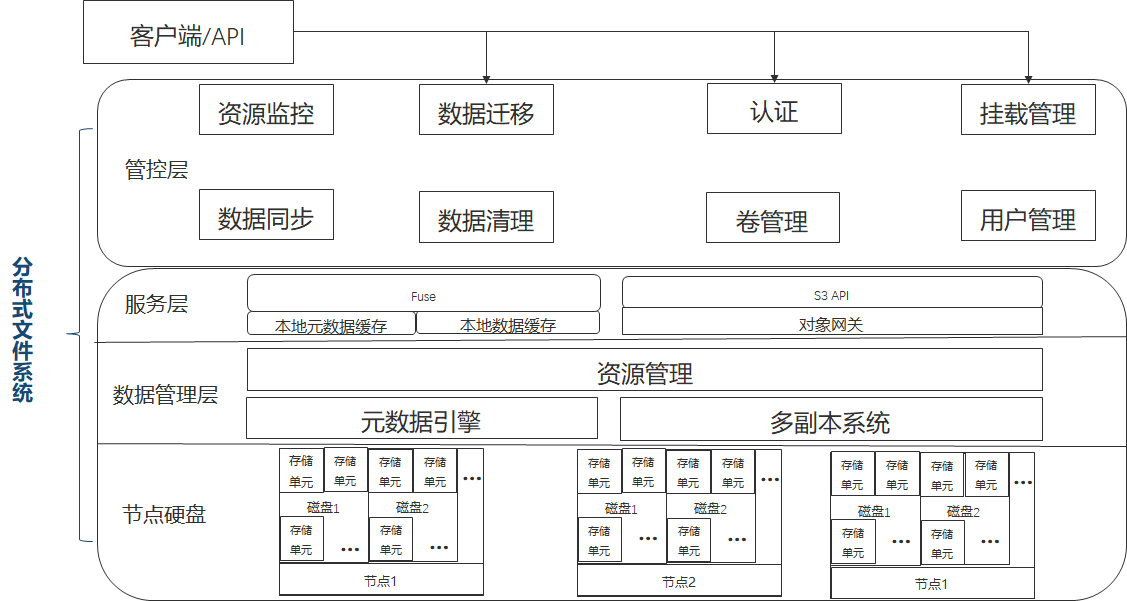 客户端/API
资源监控
数据迁移
认证
挂载管理
管控层
数据同步
数据清理
卷管理
用户管理
分布式文件系统
服务层
Fuse
S3 API
本地元数据缓存
本地数据缓存
对象网关
数据管理层
资源管理
元数据引擎
多副本系统
节点硬盘
存储
单元
存储
单元
存储
单元
存储
单元
...
磁盘1
磁盘2
存储
单元
...
存储
单元
...
节点1
存储
单元
存储
单元
存储
单元
存储
单元
...
磁盘1
磁盘2
存储
单元
...
存储
单元
...
节点2
存储
单元
存储
单元
存储
单元
存储
单元
...
磁盘1
磁盘2
存储
单元
...
存储
单元
...
节点1